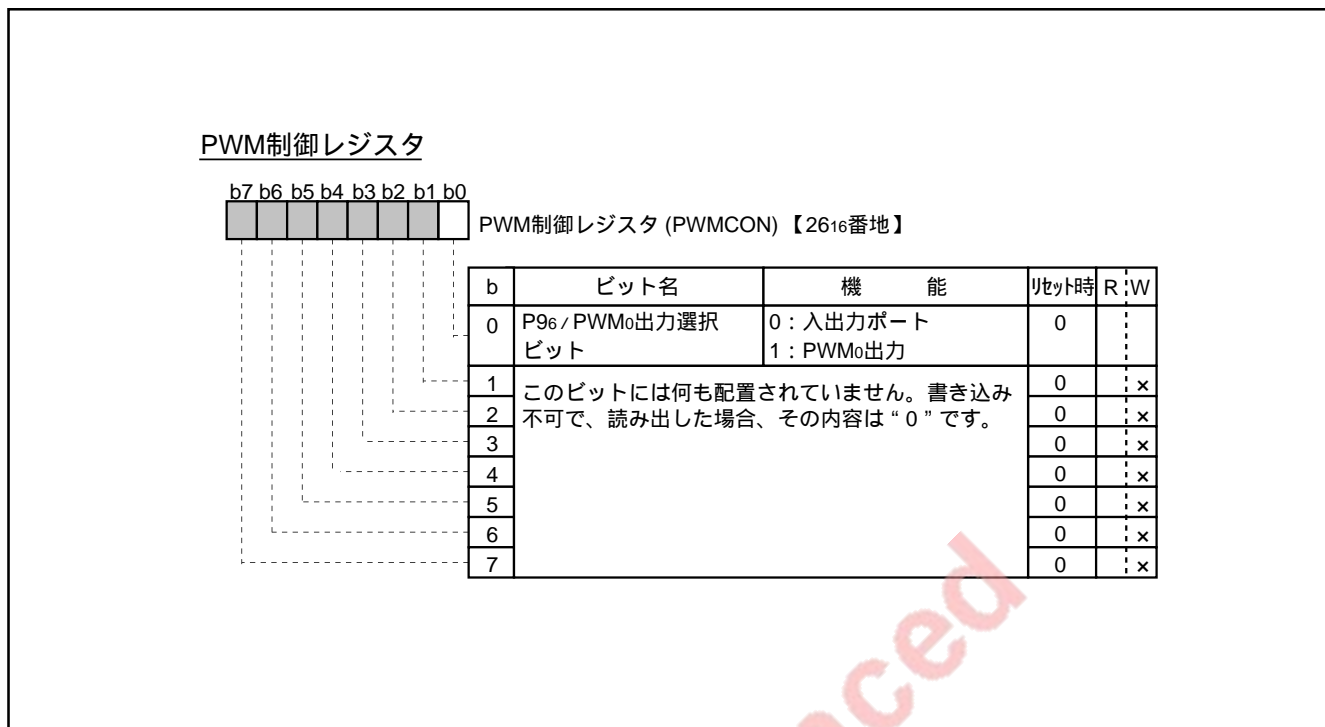 PWM制御レジスタ
b7 b6 b5 b4 b3 b2 b1 b0
PWM制御レジスタ (PWMCON) 【2616番地】
b ビット名 機 能 リセット時 R W
0 P96/PWM0出力選択 0:入出力ポート 0
ビット 1:PWM0出力
1 このビットには何も配置されていません。書き込み 0 ×
2 不可で、読み出した場合、その内容は“0”です。 0 ×
3 0 ×
4 0 ×
5 0 ×
6 0 ×
7 0 ×